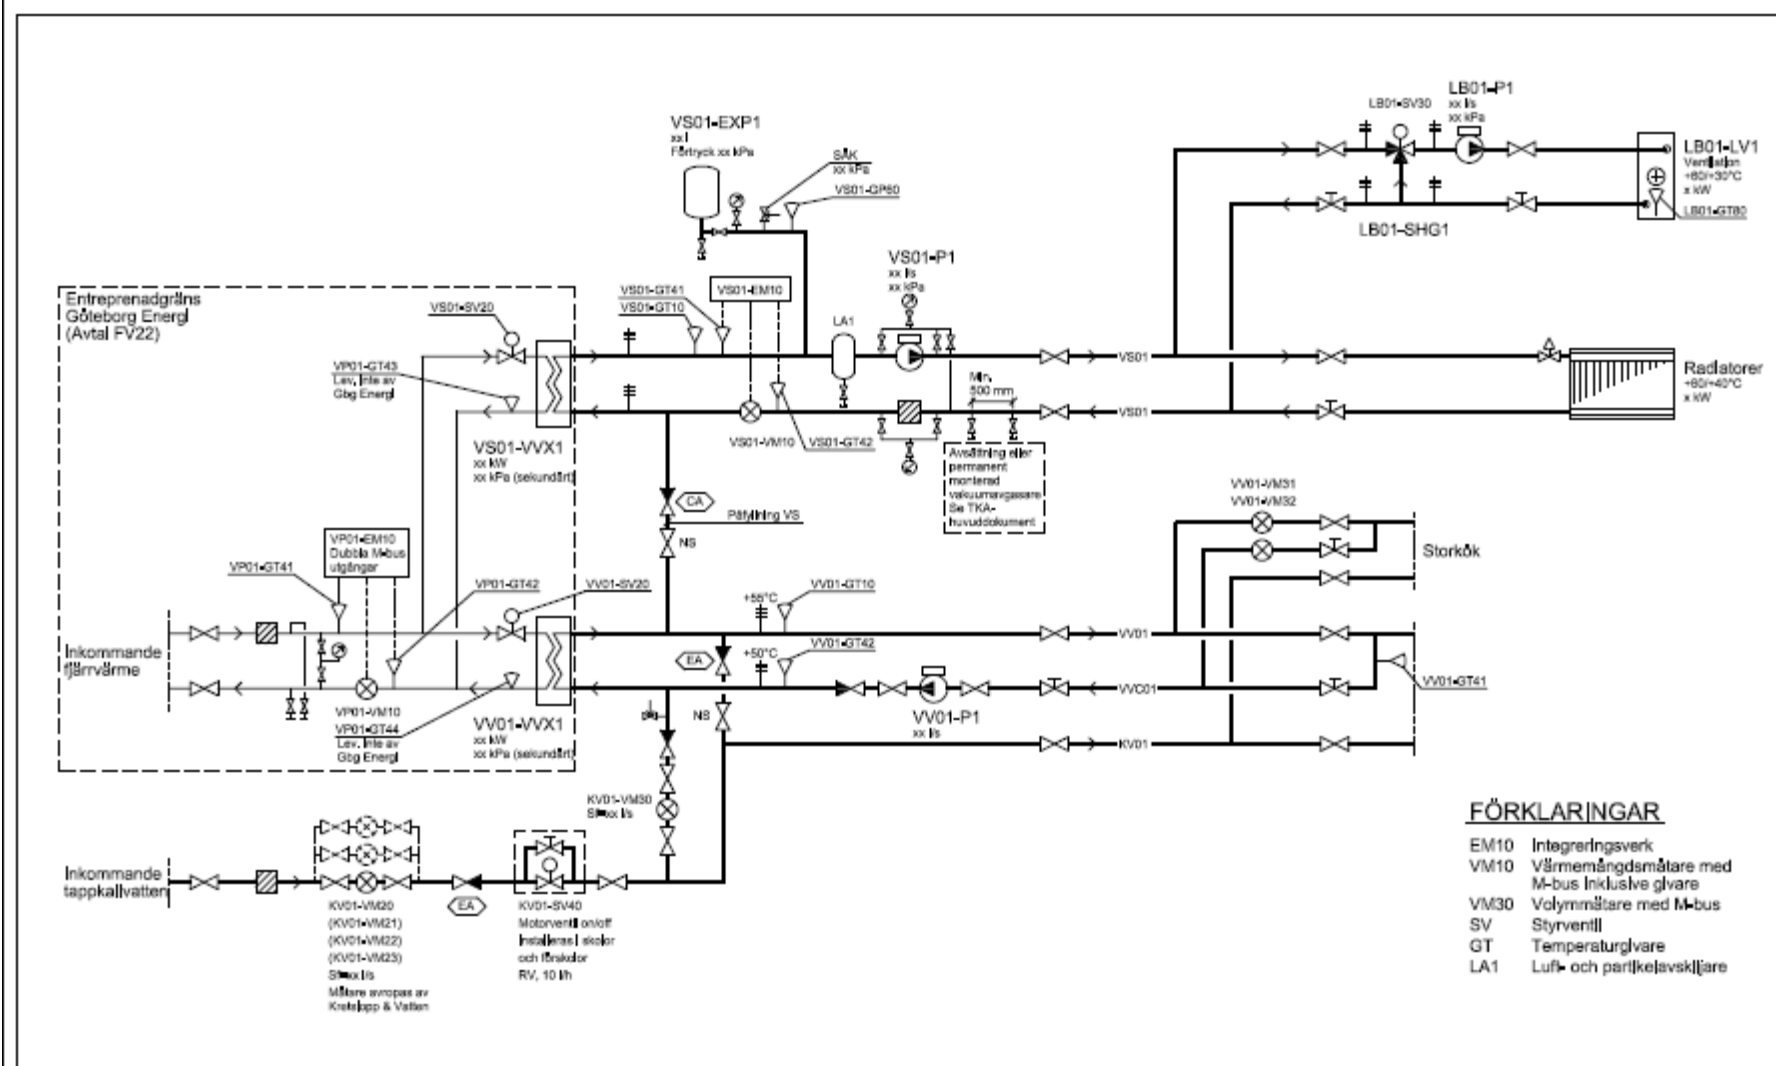 VS01-EXP1
xx l
Förtryck xx kPa
SÄK
xx kPa
VS01-GP60
LB01-SV30
LB01-P1
xx l/s
xx kPa
LB01-LV1
Ventilation
+60/+30°C
x kW
LB01-GT80
LB01-SHG1
Entreprenadgräns
Göteborg Energi
(Avtal FV22)
VS01-SV20
VS01-GT41
VS01-GT10
VS01-EM10
LA1
VS01-P1
xx l/s
xx kPa
VP01-GT43
Lev. inte av
Gbg Energi
VS01
Radiatorer
+60/+40°C
x kW
Min.
500 mm
VS01
VS01-VVX1
xx kW
xx kPa (sekundärt)
VS01-VM10
VS01-GT42
Avsättning eller
permanent
monterad
vakuumavgasare
Se TKA-
huvuddokument
CA
Påfyllning VS
NS
VV01-VM31
VV01-VM32
Storkök
VP01-EM10
Dubbla M-bus
utgångar
VP01-GT41
VP01-GT42
VV01-SV20
+55°C
VV01-GT10
VV01
Inkommande
fjärrvärme
EA
+50°C
VV01-GT42
VVC01
VV01-GT41
VP01-VM10
VP01-GT44
Lev. inte av
Gbg Energi
VV01-VVX1
xx kW
xx kPa (sekundärt)
NS
VV01-P1
xx l/s
KV01
KV01-VM30
Sf=xx l/s
Inkommande
tappkallvatten
KV01-VM20
(KV01-VM21)
(KV01-VM22)
(KV01-VM23)
Sf=xx l/s
Mätare avropas av
Kretslopp & Vatten
EA
KV01-SV40
Motorventil on/off
Installeras i skolor
och förskolor
RV, 10 l/h
FÖRKLARINGAR
EM10 Integreringsverk
VM10 Värmemängdsmätare med
M-bus inklusive givare
VM30 Volymmätare med M-bus
SV Styrventil
GT Temperaturgivare
LA1 Luft- och partikelavskiljare